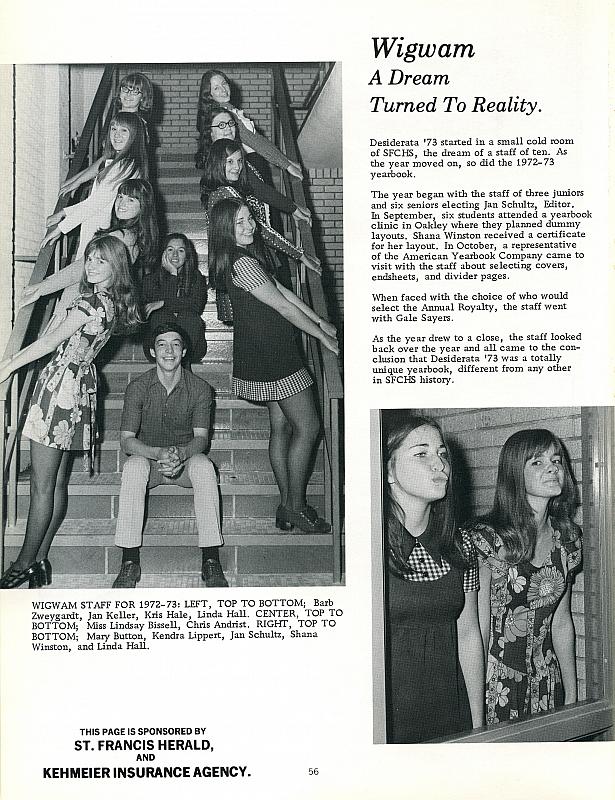 Wigwam
A Dream
Turned To Reality.
Desiderata '73 started in a small cold room
of SFCHS, the dream of a staff of ten. As
the year moved on, so did the 1972-73
yearbook.
The year began with the staff of three juniors
and six seniors electing Jan Schultz, Editor.
In September, six students attended a yearbook
clinic in Oakley where they planned dummy
layouts. Shana Winston received a certificate
for her layout. In October, a representative
of the American Yearbook Company came to
visit with the staff about selecting covers,
endsheets, and divider pages.
When faced with the choice of who would
select the Annual Royalty, the staff went
with Gale Sayers.
As the year drew to a close, the staff looked
back over the year and all came to the con-
clusion that Desiderata '73 was a totally
unique yearbook, different from any other
in SFCHS history.
WIGWAM STAFF FOR 1972-73: LEFT, TOP TO BOTTOM; Barb
Zweygardt, Jan Keller, Kris Hale, Linda Hall. CENTER, TOP TO
BOTTOM; Miss Lindsay Bissell, Chris Andrist. RIGHT, TOP TO
BOTTOM; Mary Button, Kendra Lippert, Jan Schultz, Shana
Winston, and Linda Hall.
THIS PAGE IS SPONSORED BY
ST. FRANCIS HERALD,
AND
KEHMEIER INSURANCE AGENCY.
56